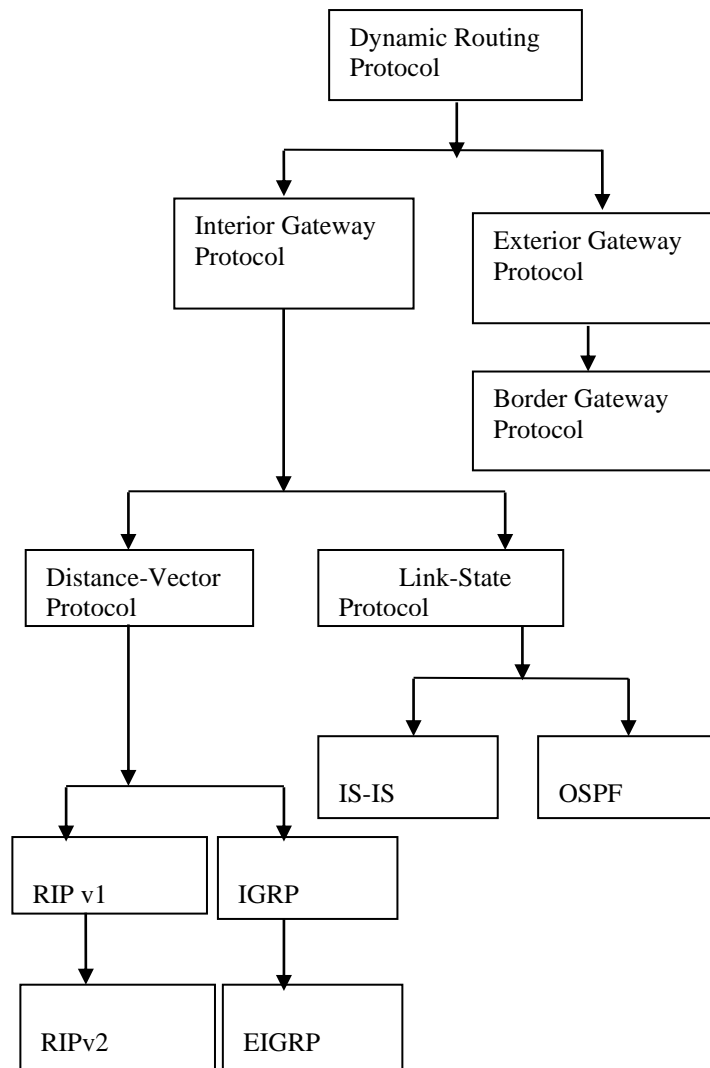 Dynamic Routing
Protocol
Interior Gateway
Protocol
Exterior Gateway
Protocol
Border Gateway
Protocol
Distance-Vector
Protocol
Link-State
Protocol
IS-IS
OSPF
RIP v1
IGRP
RIPv2
EIGRP